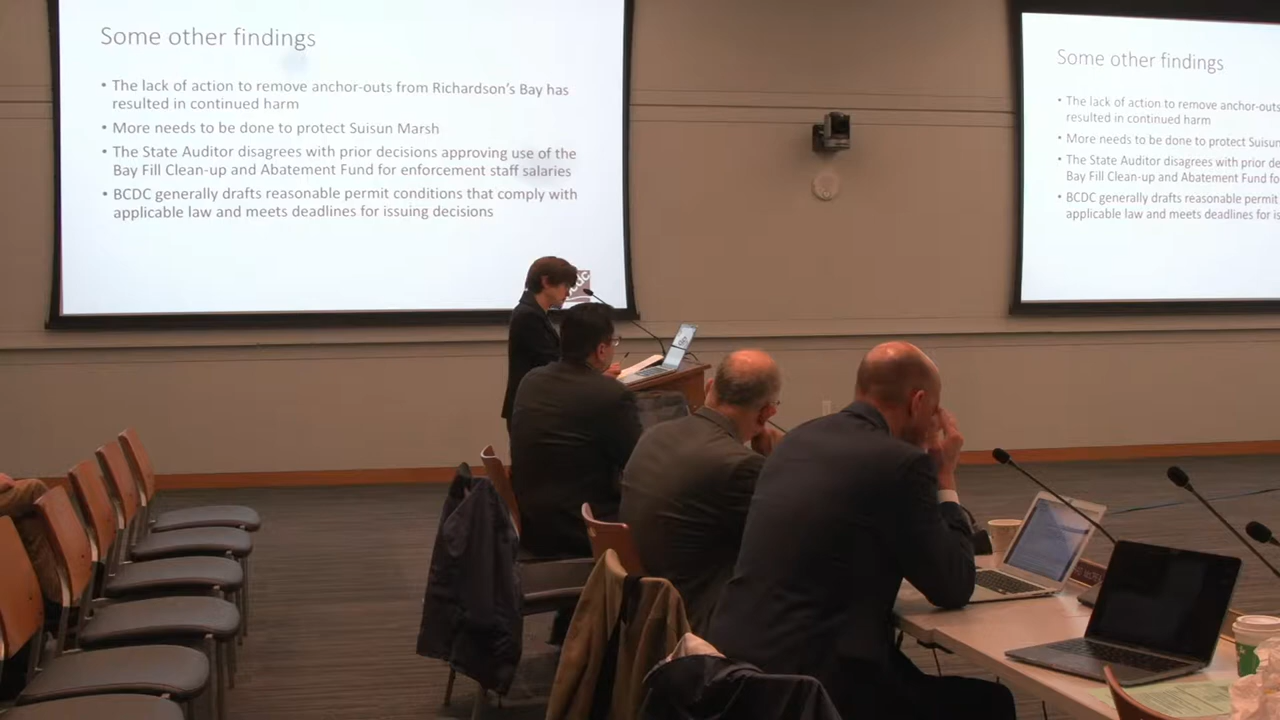 Some other findings
• The lack of action to remove anchor-outs from Richardson's Bay has
resulted in continued harm
• More needs to be done to protect Suisun Marsh
• The State Auditor disagrees with prior decisions approving use of the
Bay Fill Clean-up and Abatement Fund for enforcement staff salaries
• BCDC generally drafts reasonable permit conditions that comply with
applicable law and meets deadlines for issuing decisions
Some other findings
• The lack of action to remove anchor-outs
resulted in continued harm
• More needs to be done to protect Suisun
• The State Auditor disagrees with prior
Bay Fill Clean-up and Abatement Fund
• BCDC generally drafts reasonable permit
applicable law and meets deadlines for